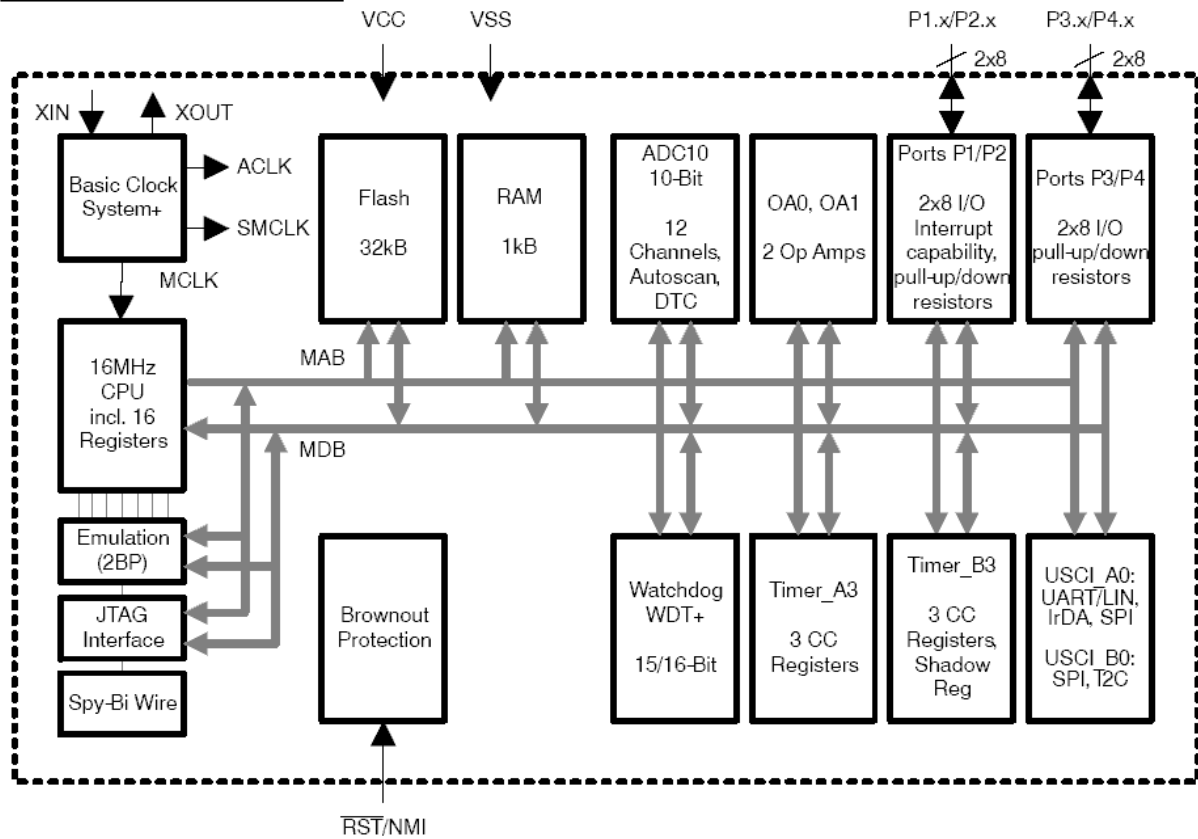 VCC
VSS
P1.x/P2.x
P3.x/P4.x
2x8
2x8
XIN
XOUT
Basic Clock
System+
ACLK
SMCLK
MCLK
Flash
32kB
RAM
1kB
ADC10
10-Bit
12
Channels,
Autoscan,
DTC
OA0, OA1
2 Op Amps
Ports P1/P2
2x8 I/O
Interrupt
capability,
pull-up/down
resistors
Ports P3/P4
2x8 I/O
pull-up/down
resistors
16MHz
CPU
incl. 16
Registers
MAB
MDB
Emulation
(2BP)
JTAG
Interface
Spy-Bi Wire
Brownout
Protection
Watchdog
WDT+
15/16-Bit
Timer_A3
3 CC
Registers
Timer_B3
3 CC
Registers,
Shadow
Reg
USCI_A0:
UART/LIN,
IrDA, SPI
USCI_B0:
SPI, I2C
RST/NMI